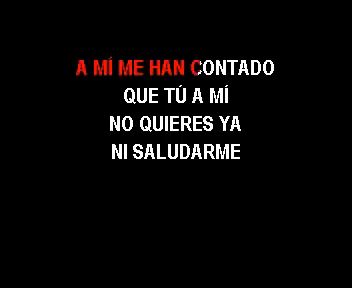 A MÍ ME HAN CONTADO
QUE TÚ A MÍ
NO QUIERES YA
NI SALUDARME